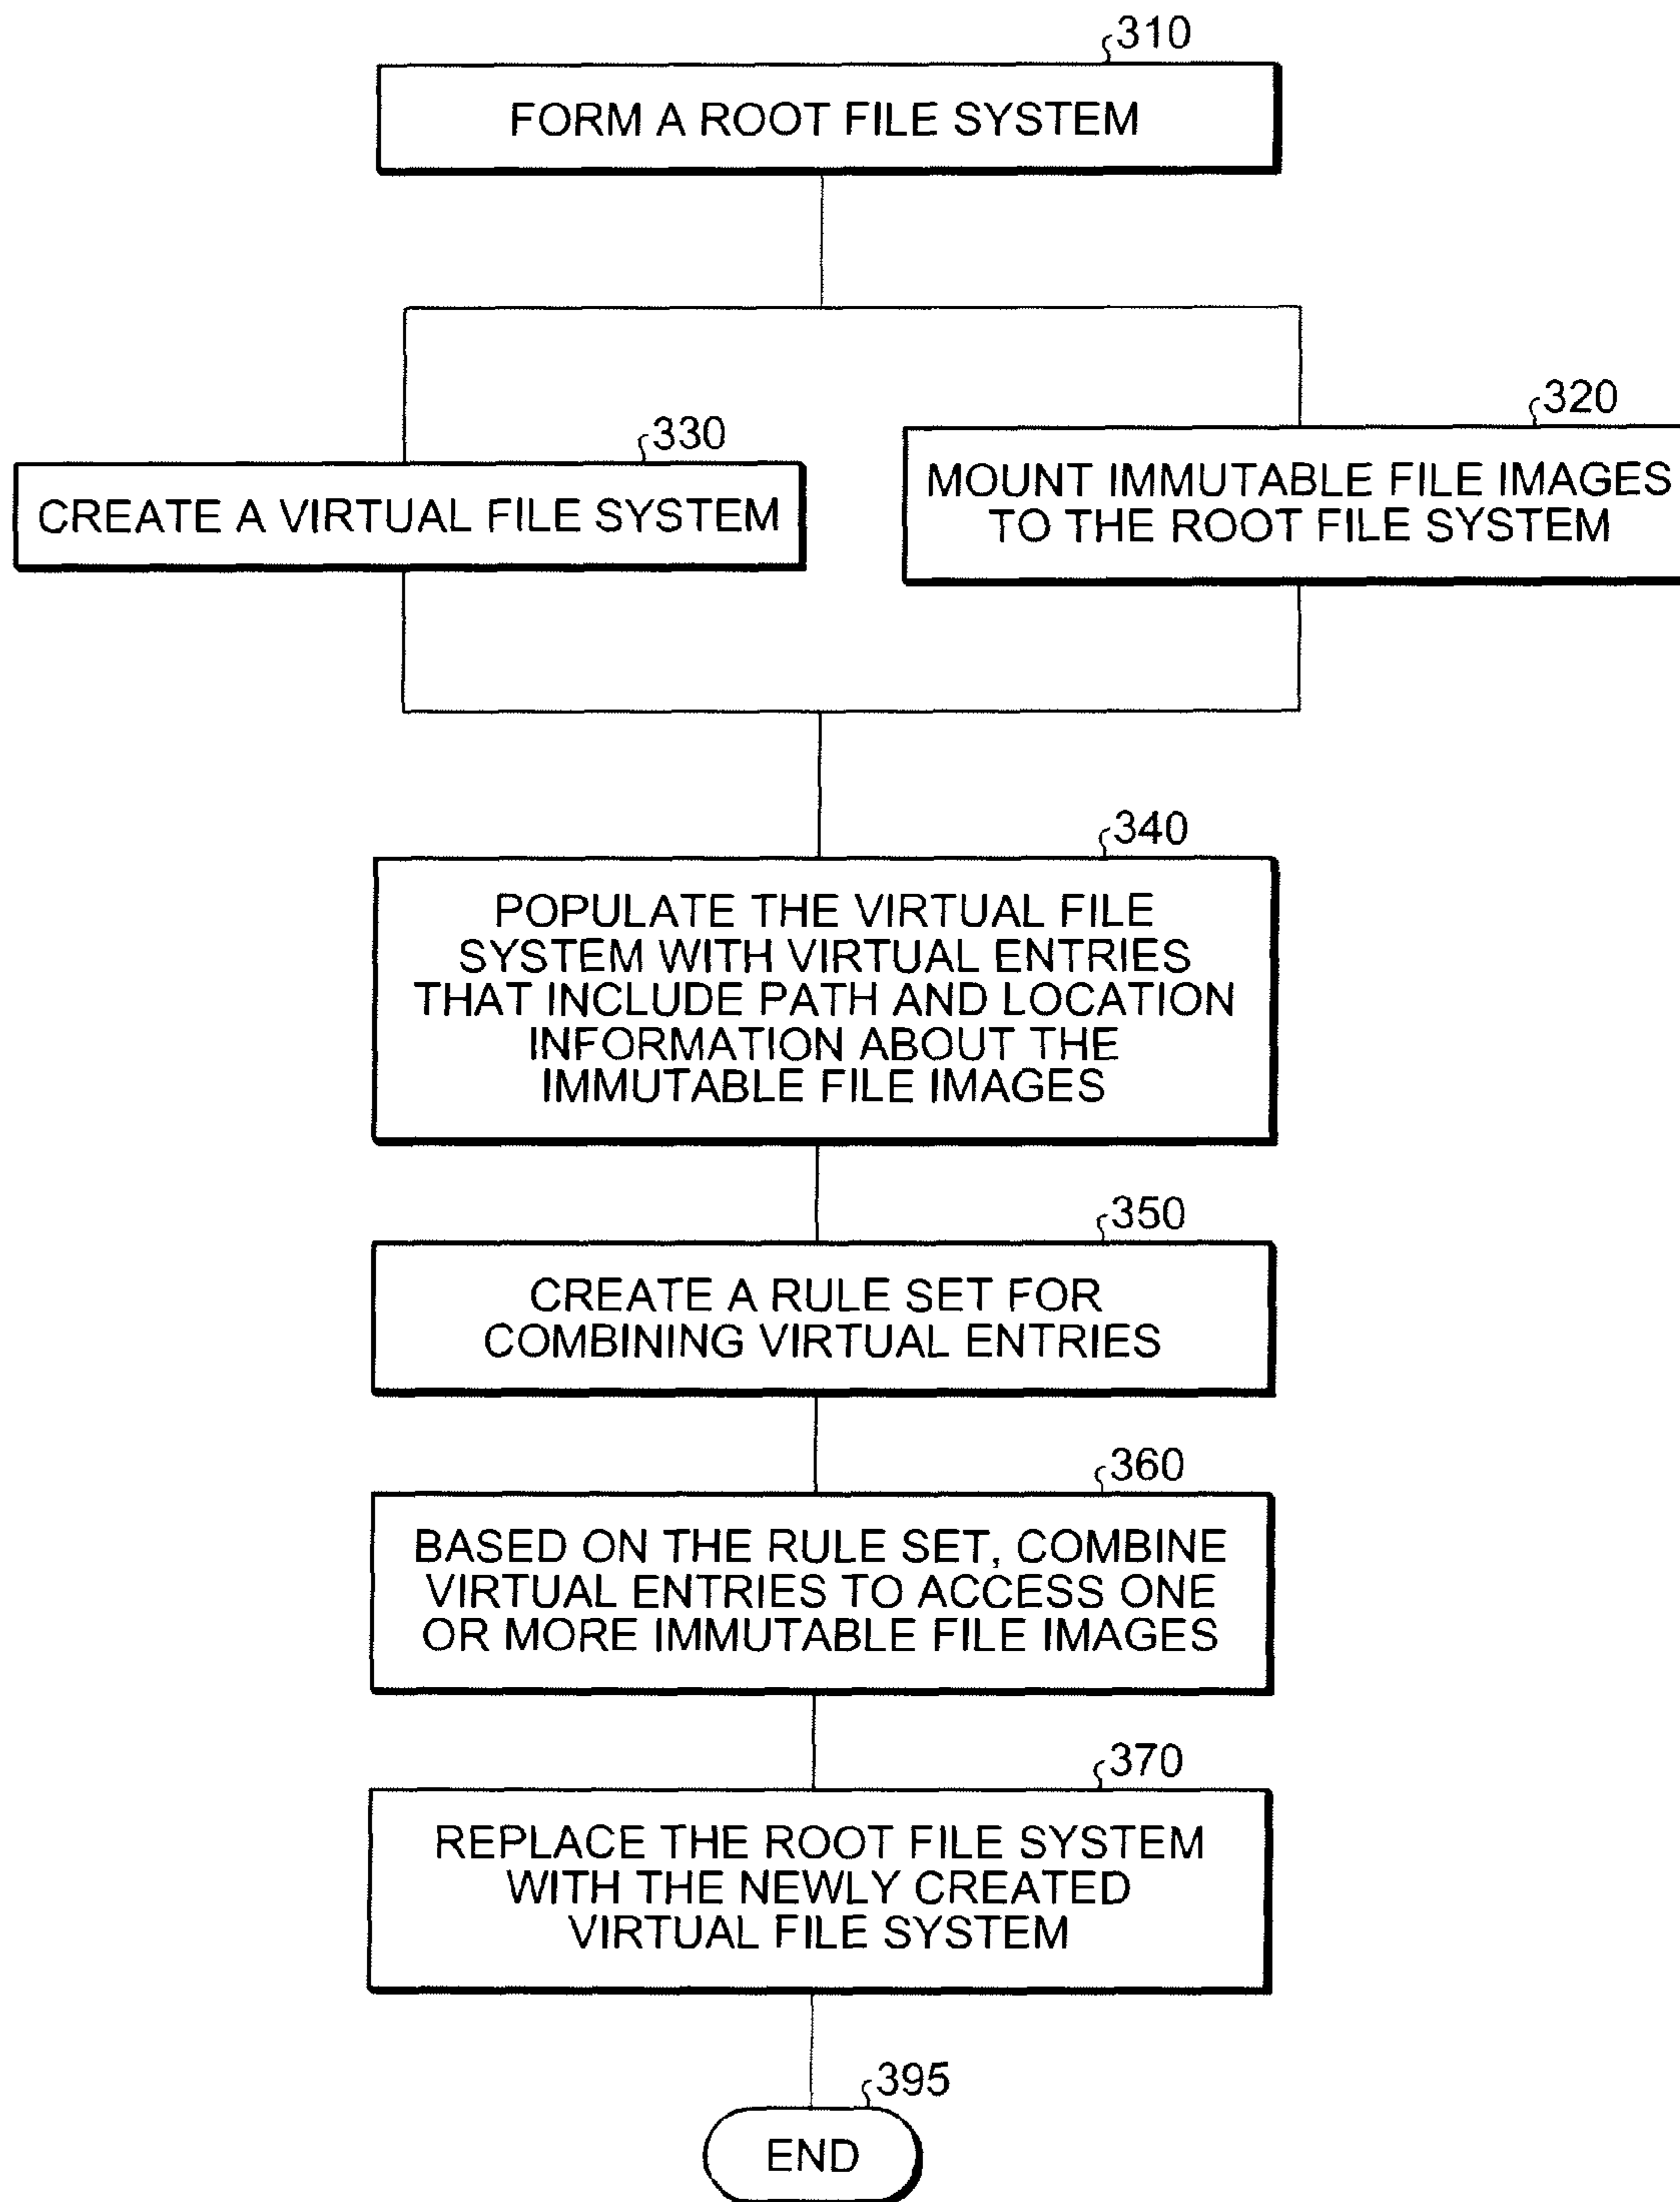 310
FORM A ROOT FILE SYSTEM
330
CREATE A VIRTUAL FILE SYSTEM
320
MOUNT IMMUTABLE FILE IMAGES
TO THE ROOT FILE SYSTEM
340
POPULATE THE VIRTUAL FILE
SYSTEM WITH VIRTUAL ENTRIES
THAT INCLUDE PATH AND LOCATION
INFORMATION ABOUT THE
IMMUTABLE FILE IMAGES
350
CREATE A RULE SET FOR
COMBINING VIRTUAL ENTRIES
360
BASED ON THE RULE SET, COMBINE
VIRTUAL ENTRIES TO ACCESS ONE
OR MORE IMMUTABLE FILE IMAGES
370
REPLACE THE ROOT FILE SYSTEM
WITH THE NEWLY CREATED
VIRTUAL FILE SYSTEM
395
END